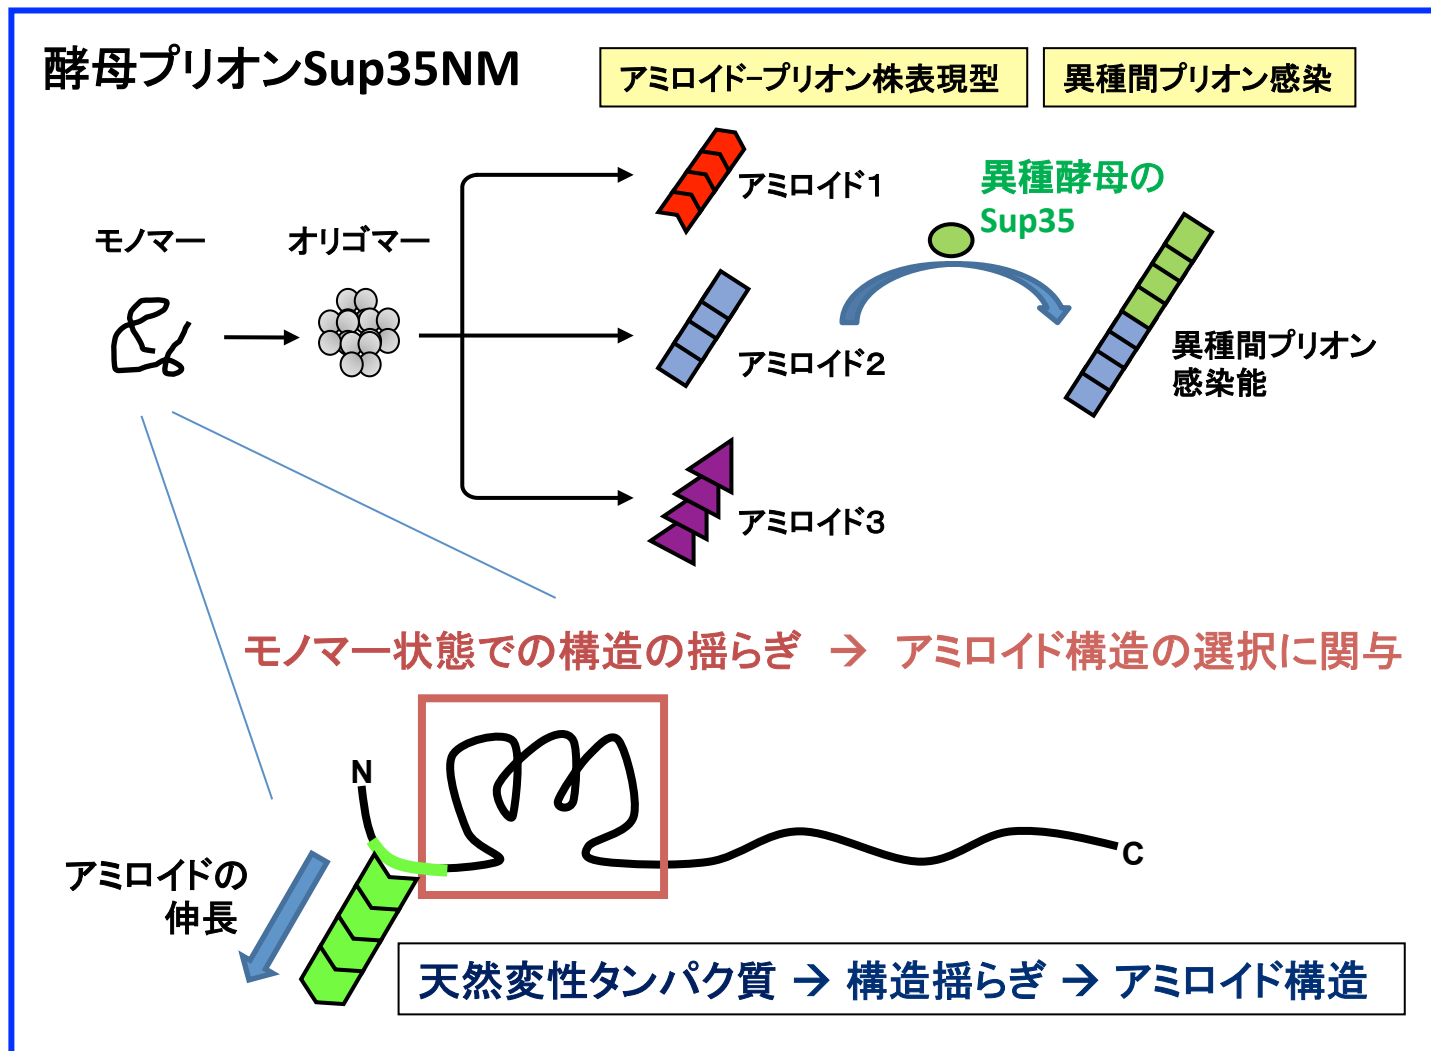 酵母プリオンSup35NM
アミロイド-プリオン株表現型
異種間プリオン感染
モノマー
オリゴマー
アミロイド1
アミロイド2
アミロイド3
異種酵母の
Sup35
異種間プリオン
感染能
モノマー状態での構造の揺らぎ → アミロイド構造の選択に関与
N
C
アミロイドの
伸長
天然変性タンパク質 → 構造揺らぎ → アミロイド構造